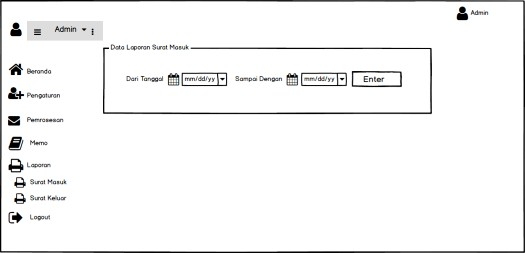 Admin
Admin
Data Laporan Surat Masuk
Dari Tanggal mm/dd/yy Sampai Dengan mm/dd/yy Enter
Beranda
Pengaturan
Pemrosesan
Memo
Laporan
Surat Masuk
Surat Keluar
Logout